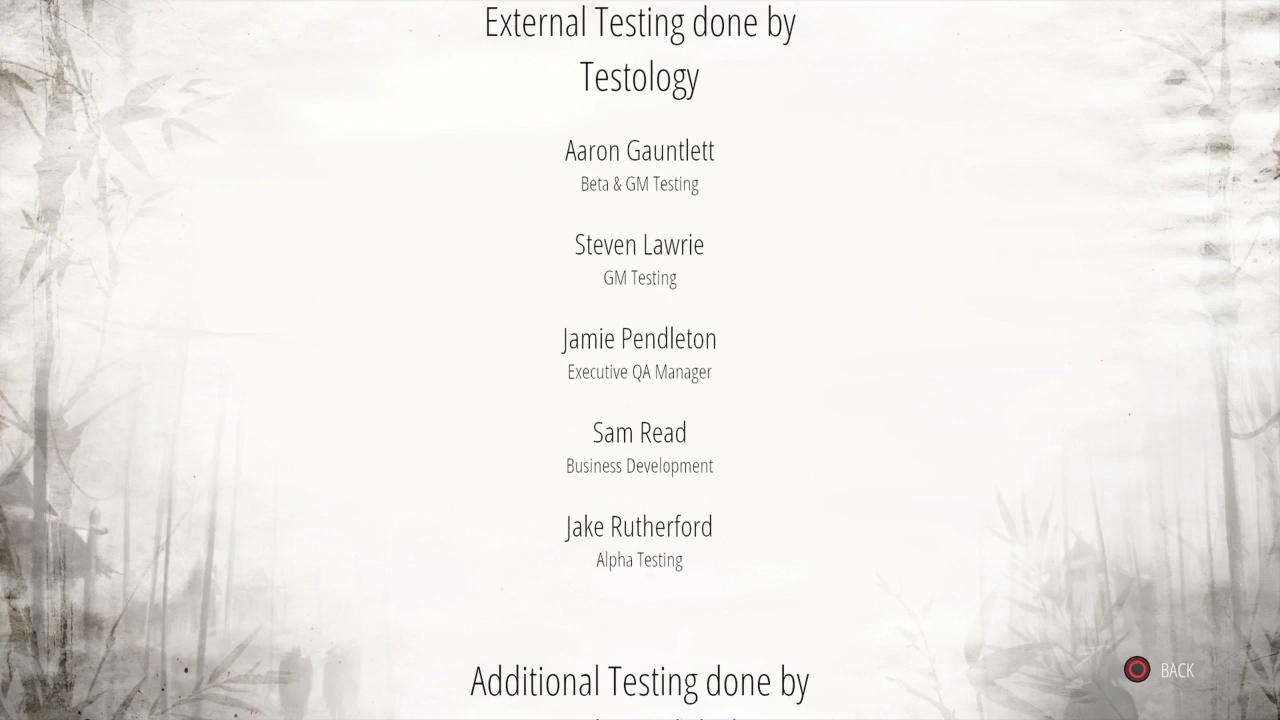 External Testing done by
Testology
Aaron Gauntlett
Beta & GM Testing
Steven Lawrie
GM Testing
Jamie Pendleton
Executive QA Manager
Sam Read
Business Development
Jake Rutherford
Alpha Testing
Additional Testing done by
BACK